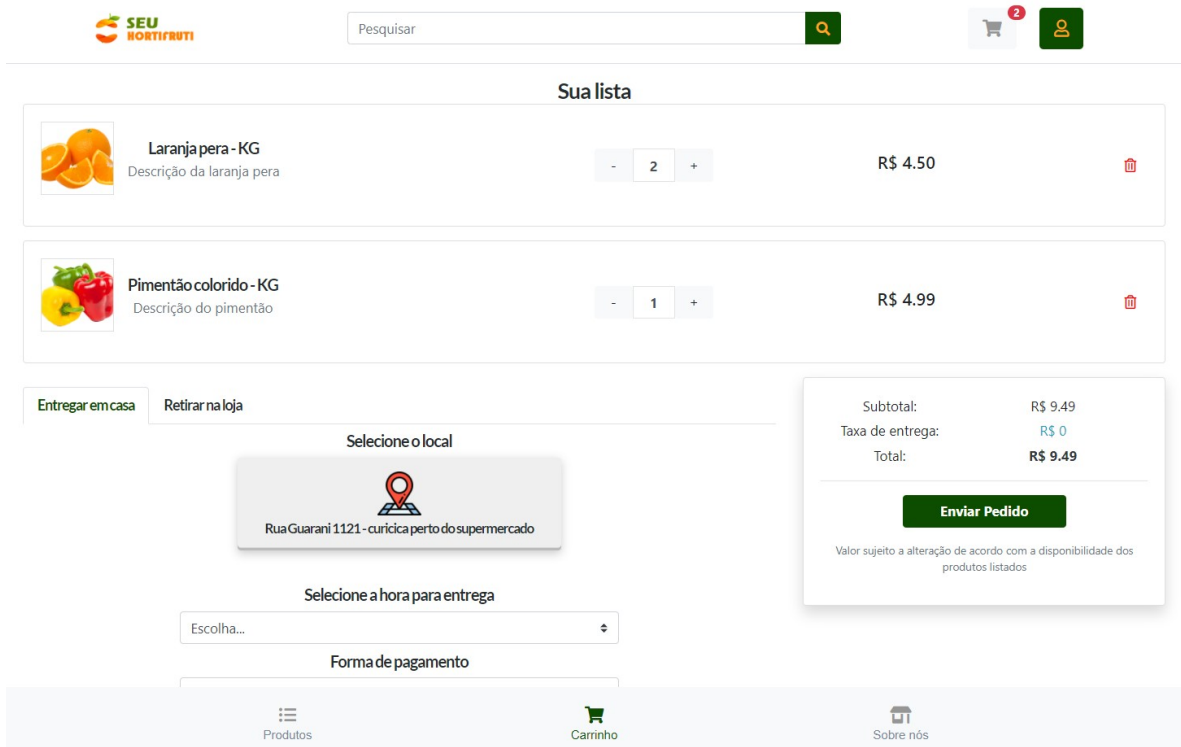 SEU
HORTIFRUTI
Pesquisar
2
Sua lista
Laranja pera - KG
Descrição da laranja pera
- 2 +
R$ 4.50
Pimentão colorido - KG
Descrição do pimentão
- 1 +
R$ 4.99
Entregar em casa Retirar na loja
Selecione o local
Rua Guarani 1121 - curicica perto do supermercado
Selecione a hora para entrega
Escolha...
Forma de pagamento
Subtotal: R$ 9.49
Taxa de entrega: R$ 0
Total: R$ 9.49
Enviar Pedido
Valor sujeito a alteração de acordo com a disponibilidade dos
produtos listados
Produtos Carrinho Sobre nós